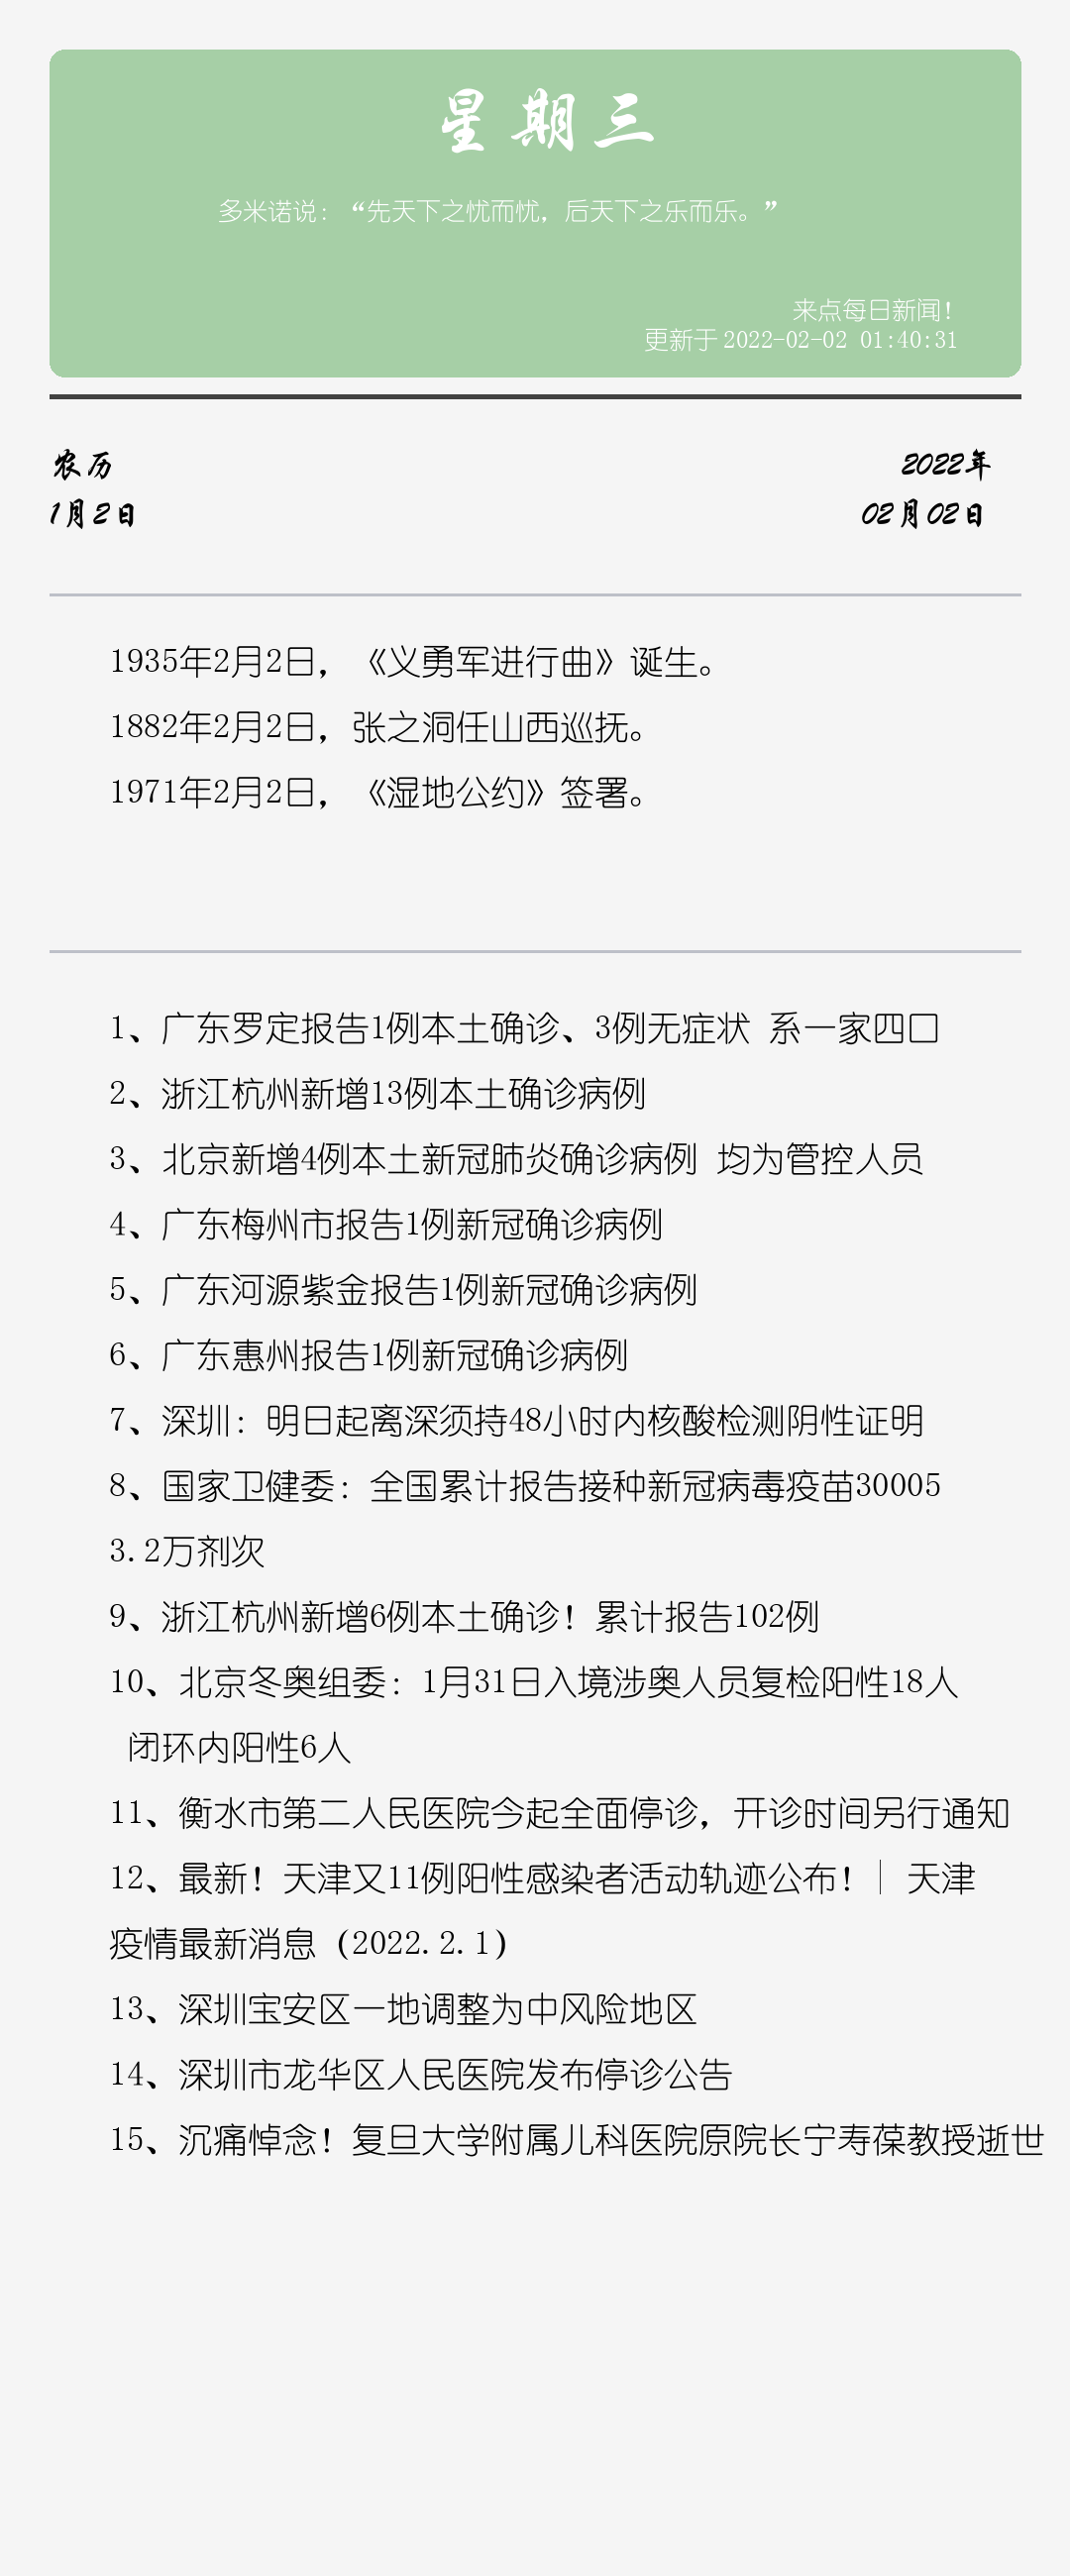 星期三
多米诺说：“先天下之忧而忧，后天下之乐而乐。”
来点每日新闻！
更新于 2022-02-02 01:40:31
农历
2022年
1月2日
02月02日
1935年2月2日，《义勇军进行曲》诞生。
1882年2月2日，张之洞任山西巡抚。
1971年2月2日，《湿地公约》签署。
1、广东罗定报告1例本土确诊、3例无症状 系一家四口
2、浙江杭州新增13例本土确诊病例
3、北京新增4例本土新冠肺炎确诊病例 均为管控人员
4、广东梅州市报告1例新冠确诊病例
5、广东河源紫金报告1例新冠确诊病例
6、广东惠州报告1例新冠确诊病例
7、深圳：明日起离深须持48小时内核酸检测阴性证明
8、国家卫健委：全国累计报告接种新冠病毒疫苗30005
3.2万剂次
9、浙江杭州新增6例本土确诊！累计报告102例
10、北京冬奥组委：1月31日入境涉奥人员复检阳性18人
闭环内阳性6人
11、衡水市第二人民医院今起全面停诊，开诊时间另行通知
12、最新！天津又11例阳性感染者活动轨迹公布！│ 天津
疫情最新消息（2022.2.1）
13、深圳宝安区一地调整为中风险地区
14、深圳市龙华区人民医院发布停诊公告
15、沉痛悼念！复旦大学附属儿科医院原院长宁寿葆教授逝世